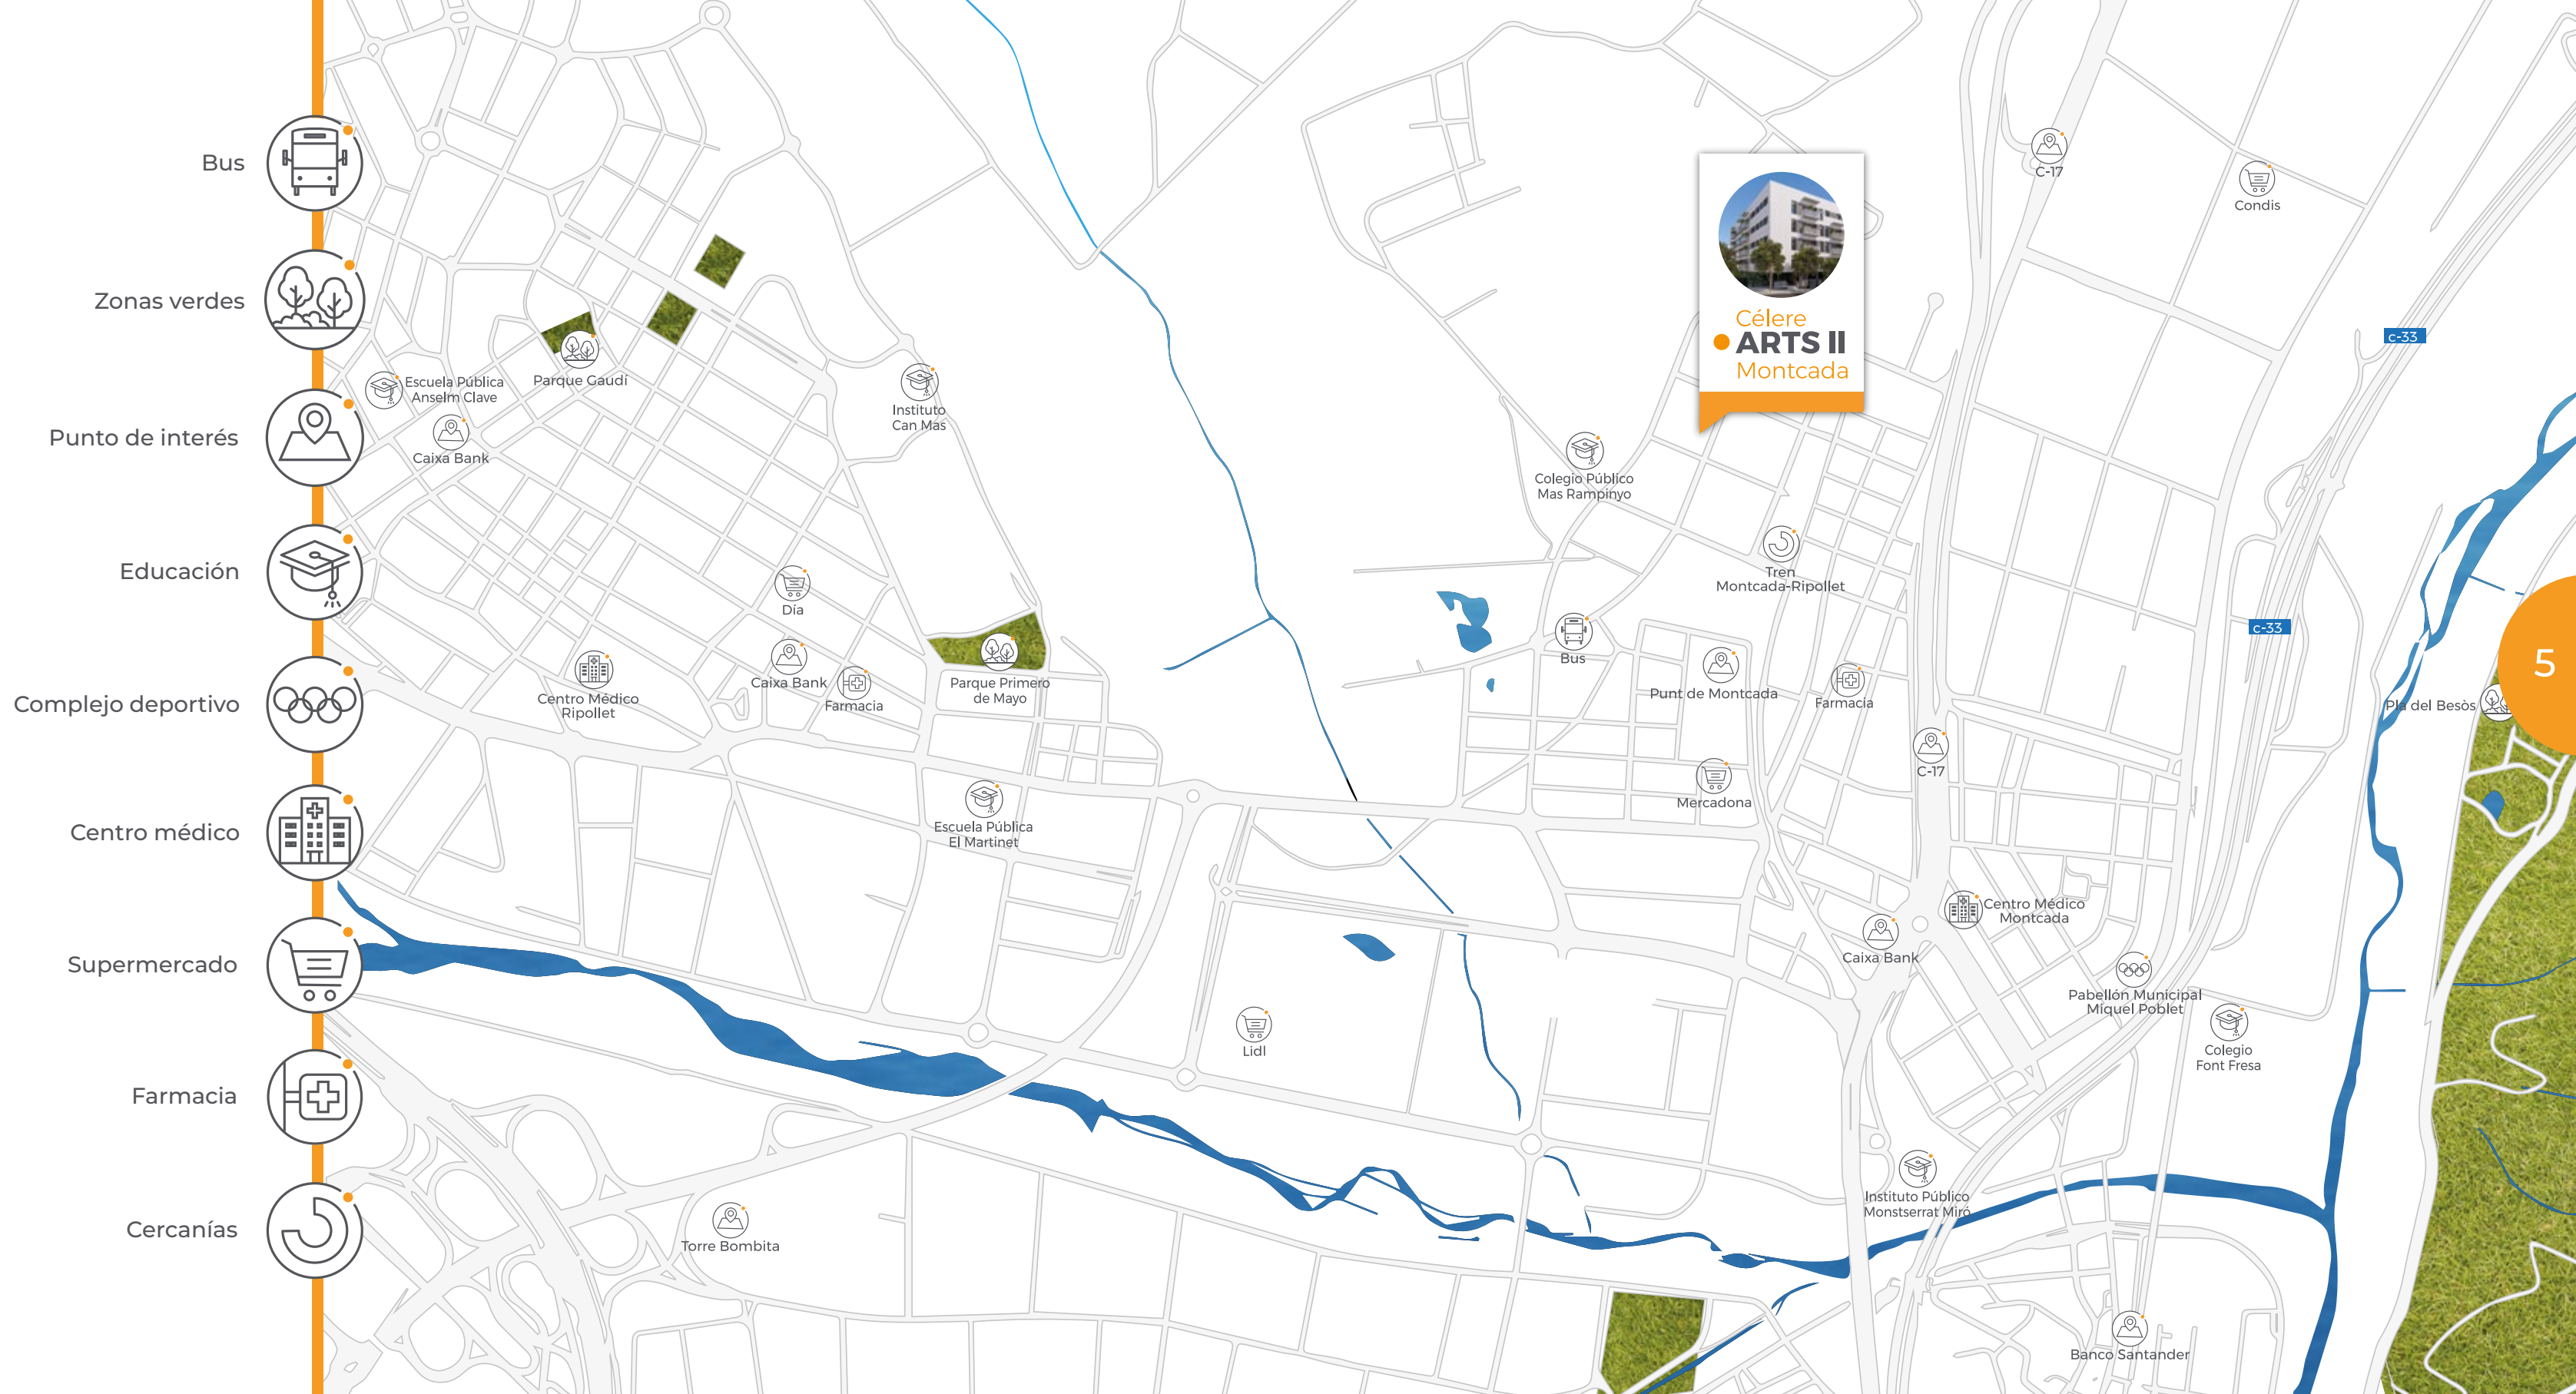 Bus
Zonas verdes
Punto de interés
Educación
Complejo deportivo
Centro médico
Supermercado
Farmacia
Cercanías
Escuela Pública
Anselm Clave
Caixa Bank
Parque Gaudí
Instituto
Can Mas
Día
Caixa Bank
Farmacia
Centro Médico
Ripollet
Parque Primero
de Mayo
Escuela Pública
El Martinet
Lidl
Torre Bombita
Célere
ARTS II
Montcada
Colegio Público
Mas Rampinyo
Tren
Montcada-Ripollet
Bus
Punt de Montcada
Farmacia
Mercadona
C-17
Condis
c-33
c-33
C-17
Pla del Besòs
5
Centro Médico
Montcada
Caixa Bank
Pabellón Municipal
Miquel Poblet
Colegio
Font Fresa
Instituto Público
Monstserrat Miró
Banco Santander